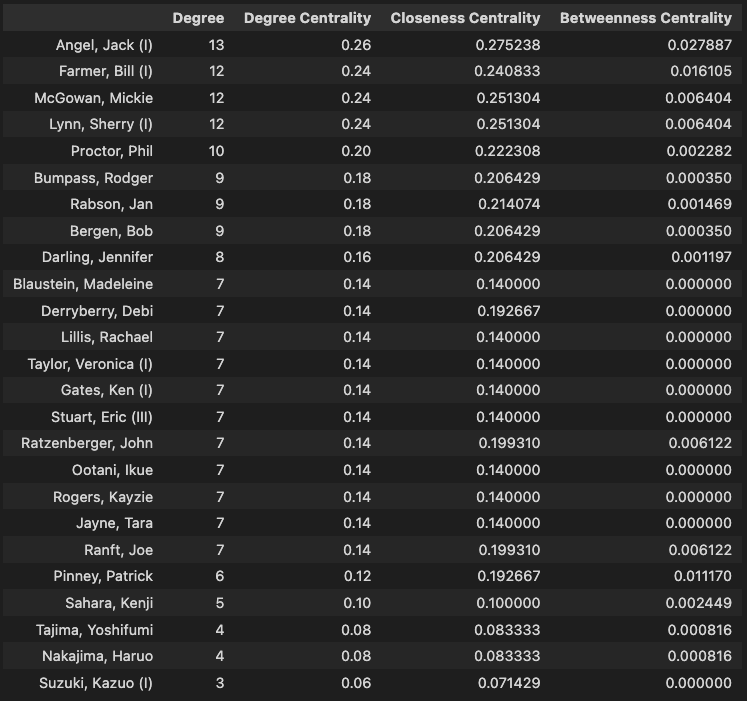 Degree Degree Centrality Closeness Centrality Betweenness Centrality
Angel, Jack (I) 13 0.26 0.275238 0.027887
Farmer, Bill (I) 12 0.24 0.240833 0.016105
McGowan, Mickie 12 0.24 0.251304 0.006404
Lynn, Sherry (I) 12 0.24 0.251304 0.006404
Proctor, Phil 10 0.20 0.222308 0.002282
Bumpass, Rodger 9 0.18 0.206429 0.000350
Rabson, Jan 9 0.18 0.214074 0.001469
Bergen, Bob 9 0.18 0.206429 0.000350
Darling, Jennifer 8 0.16 0.206429 0.001197
Blaustein, Madeleine 7 0.14 0.140000 0.000000
Derryberry, Debi 7 0.14 0.192667 0.000000
Lillis, Rachael 7 0.14 0.140000 0.000000
Taylor, Veronica (I) 7 0.14 0.140000 0.000000
Gates, Ken (I) 7 0.14 0.140000 0.000000
Stuart, Eric (III) 7 0.14 0.140000 0.000000
Ratzenberger, John 7 0.14 0.199310 0.006122
Ootani, Ikue 7 0.14 0.140000 0.000000
Rogers, Kayzie 7 0.14 0.140000 0.000000
Jayne, Tara 7 0.14 0.140000 0.000000
Ranft, Joe 7 0.14 0.199310 0.006122
Pinney, Patrick 6 0.12 0.192667 0.011170
Sahara, Kenji 5 0.10 0.100000 0.002449
Tajima, Yoshifumi 4 0.08 0.083333 0.000816
Nakajima, Haruo 4 0.08 0.083333 0.000816
Suzuki, Kazuo (I) 3 0.06 0.071429 0.000000